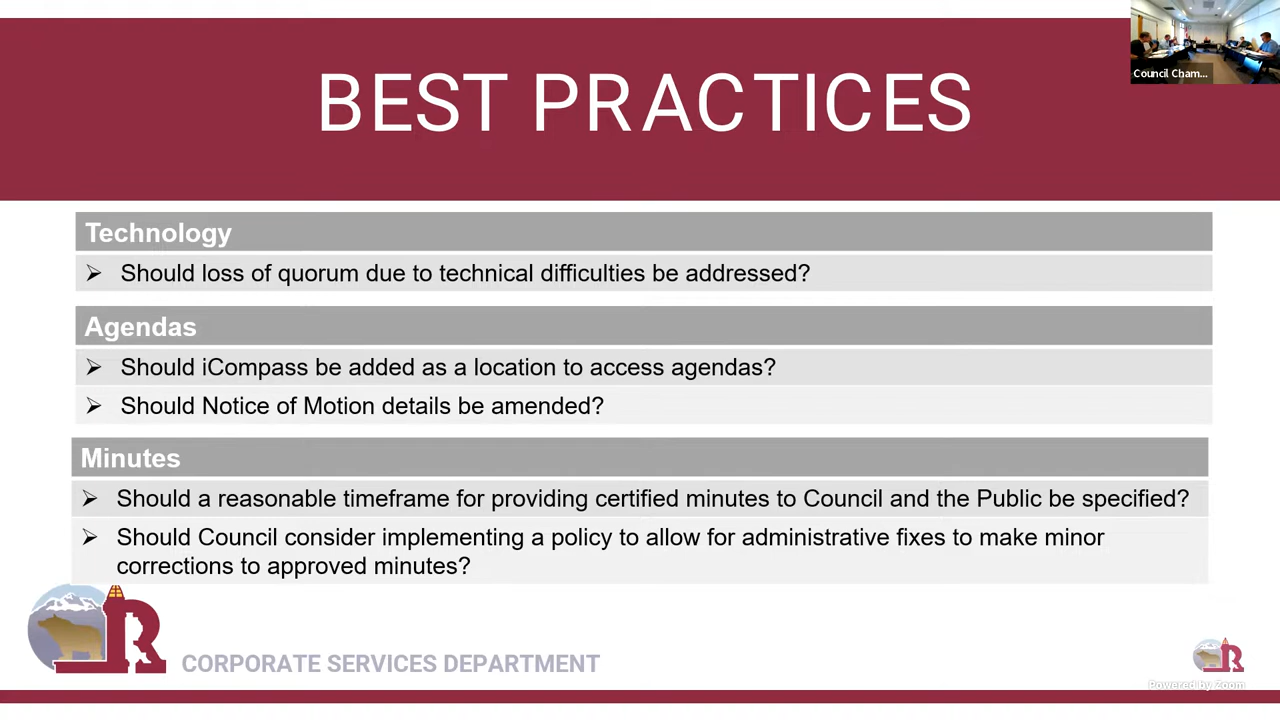 BEST PRACTICES
Council Cham...
Technology
➢ Should loss of quorum due to technical difficulties be addressed?
Agendas
➢ Should iCompass be added as a location to access agendas?
➢ Should Notice of Motion details be amended?
Minutes
➢ Should a reasonable timeframe for providing certified minutes to Council and the Public be specified?
➢ Should Council consider implementing a policy to allow for administrative fixes to make minor
corrections to approved minutes?
R
CORPORATE SERVICES DEPARTMENT
R
Powered by Zoom